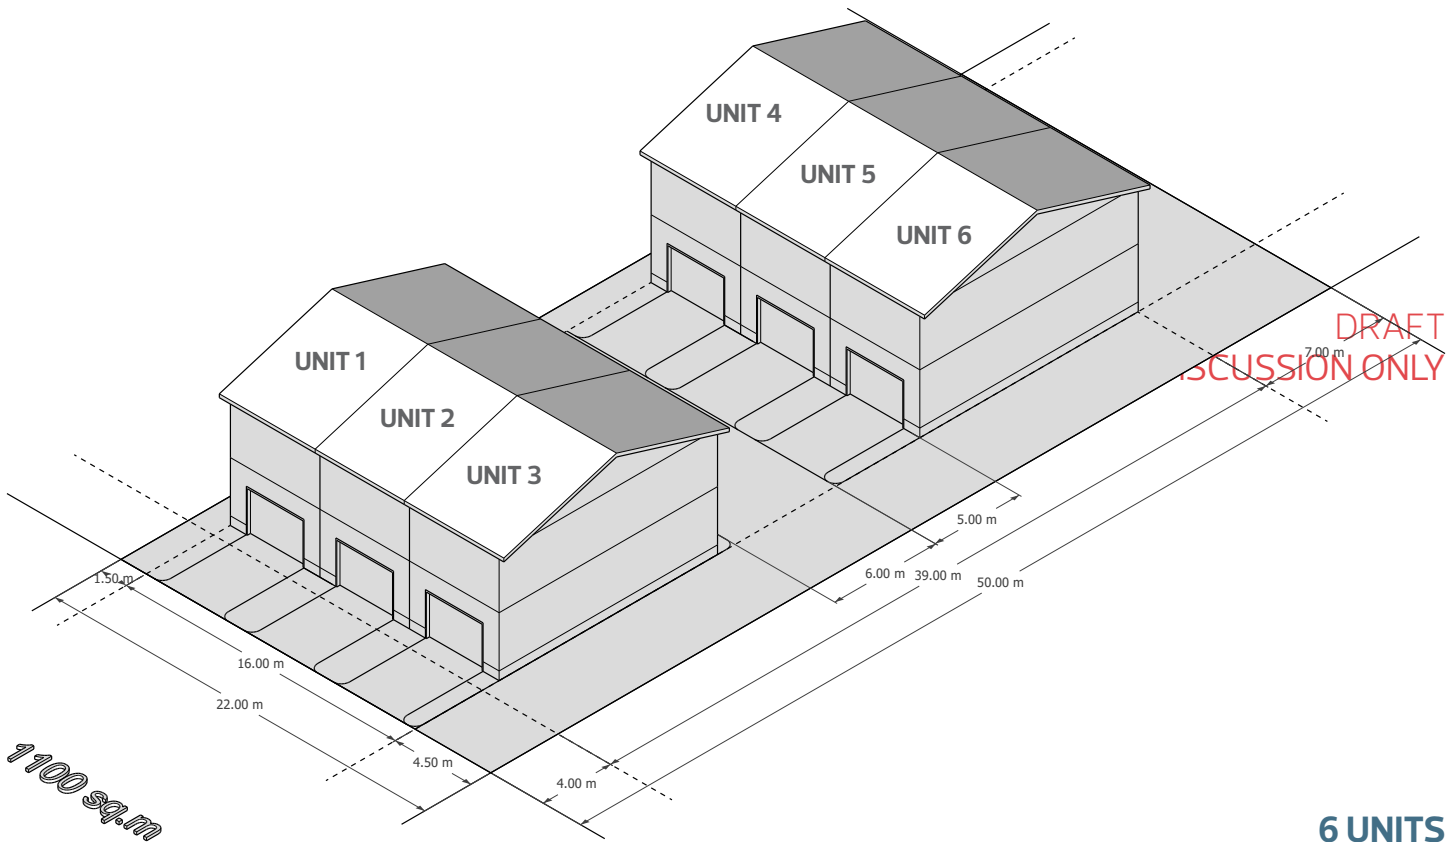 UNIT 4
UNIT 5
UNIT 6
UNIT 1
UNIT 2
UNIT 3
DRAFT
SCUSSION ONLY
7.00 m
5.00 m
6.00 m
39.00 m
50.00 m
1.50 m
16.00 m
22.00 m
4.50 m
4.00 m
1100 sq.m
6 UNITS